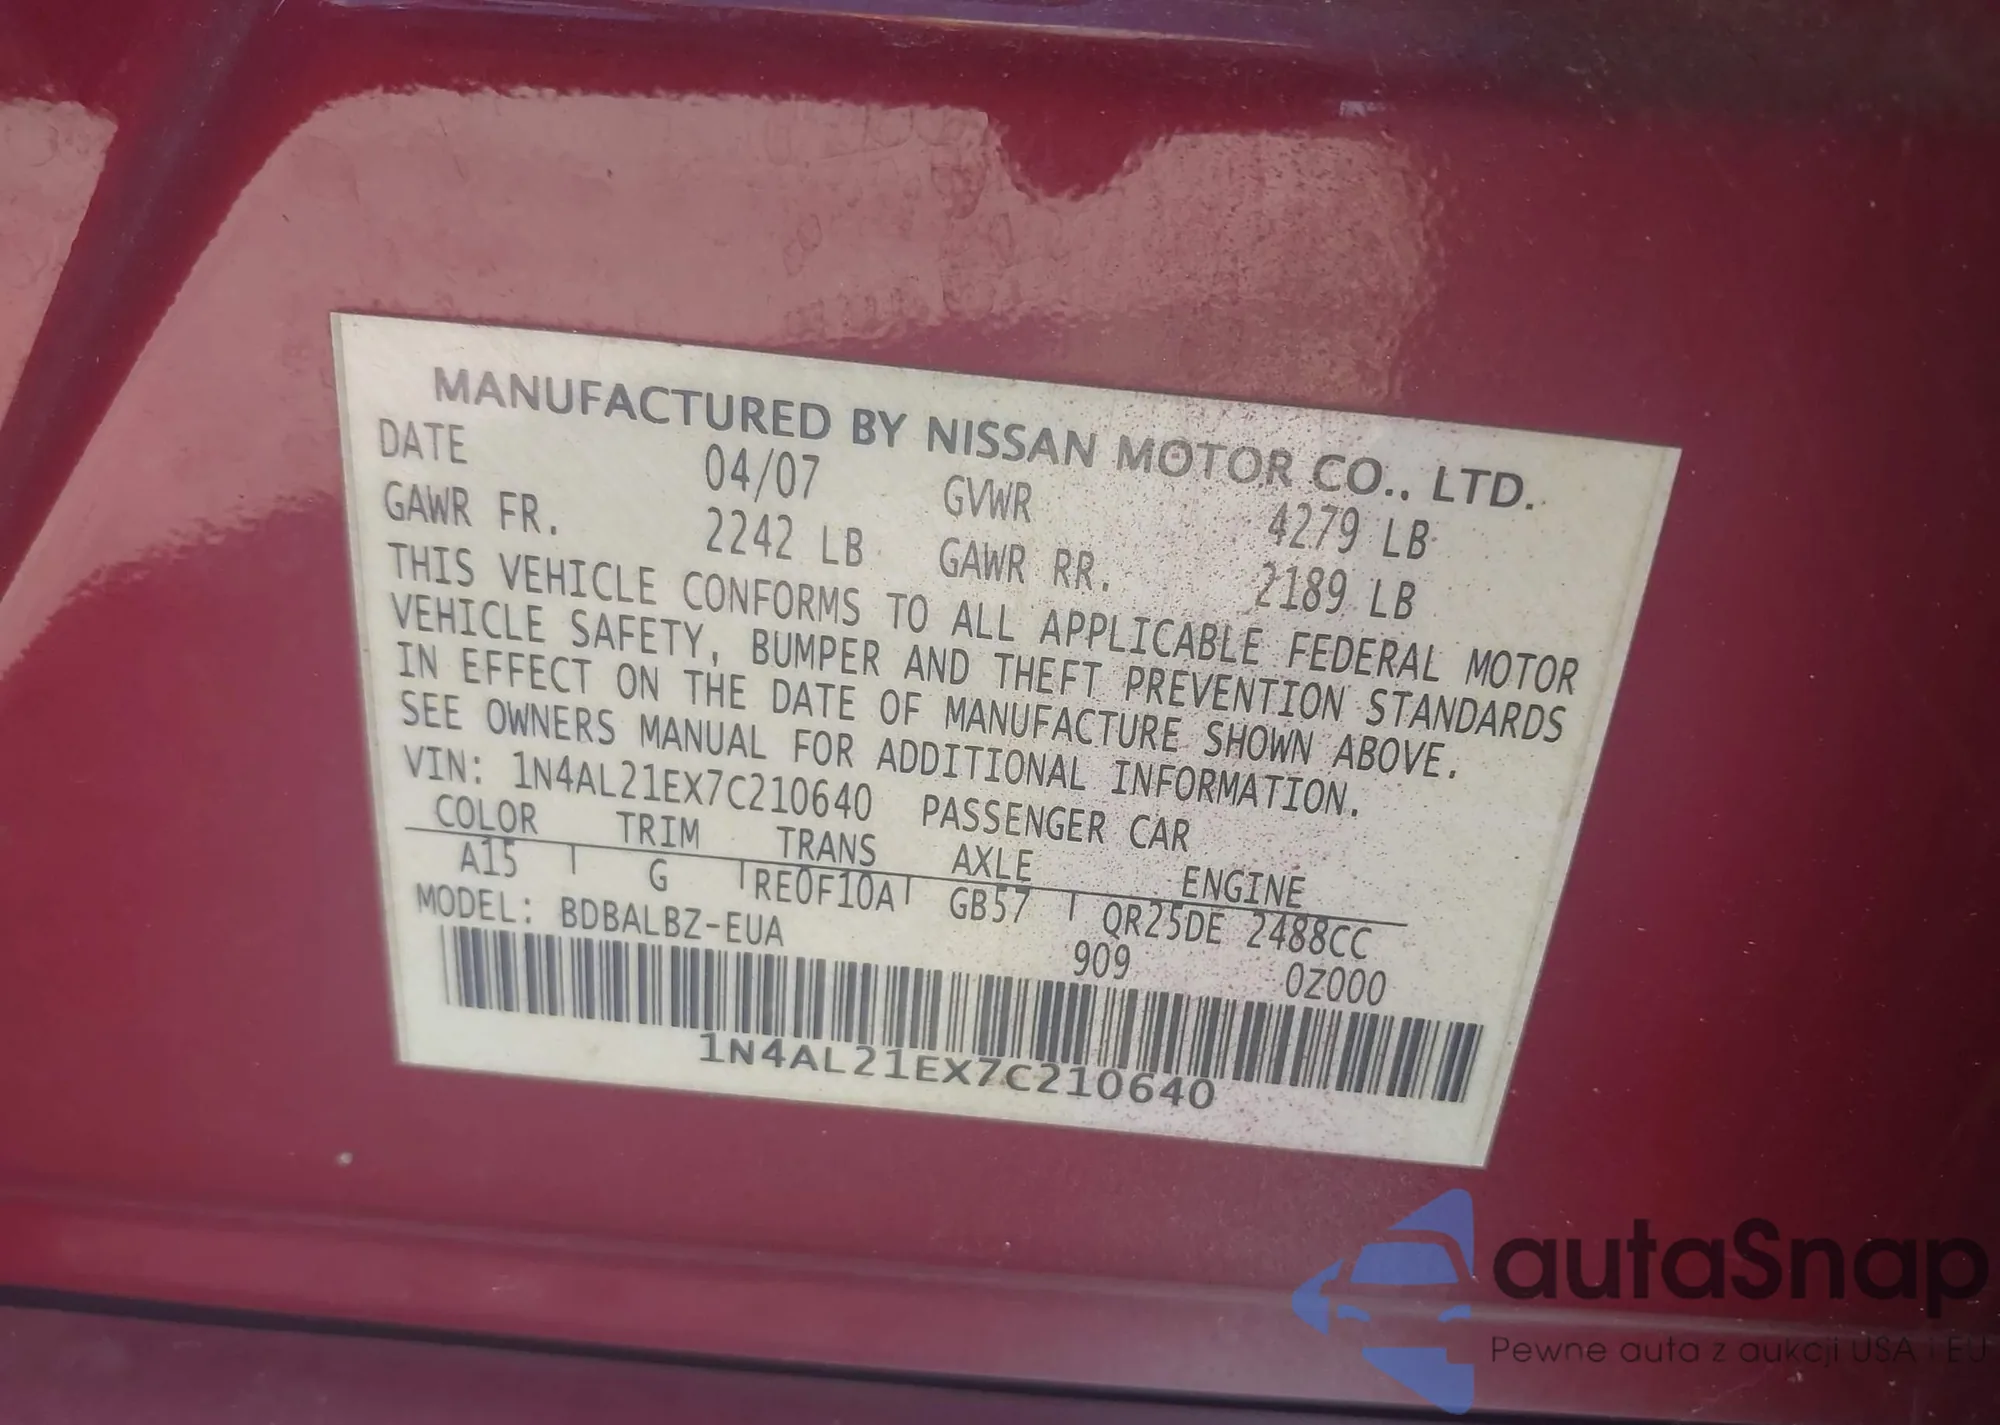 MANUFACTURED BY NISSAN MOTOR CO., LTD.
DATE 04/07 GVWR 4279 LB
GAWR FR. 2242 LB GAWR RR. 2189 LB
THIS VEHICLE CONFORMS TO ALL APPLICABLE FEDERAL MOTOR
VEHICLE SAFETY, BUMPER AND THEFT PREVENTION STANDARDS
IN EFFECT ON THE DATE OF MANUFACTURE SHOWN ABOVE.
SEE OWNERS MANUAL FOR ADDITIONAL INFORMATION.
VIN: 1N4AL21EX7C210640 PASSENGER CAR
COLOR TRIM TRANS AXLE ENGINE
A15 G RE0F10A GB57 QR25DE 2488CC
MODEL: BDBALBZ-EUA 909 0Z000
1N4AL21EX7C210640
autaSnap
Pewne auta z aukcji USA i EU